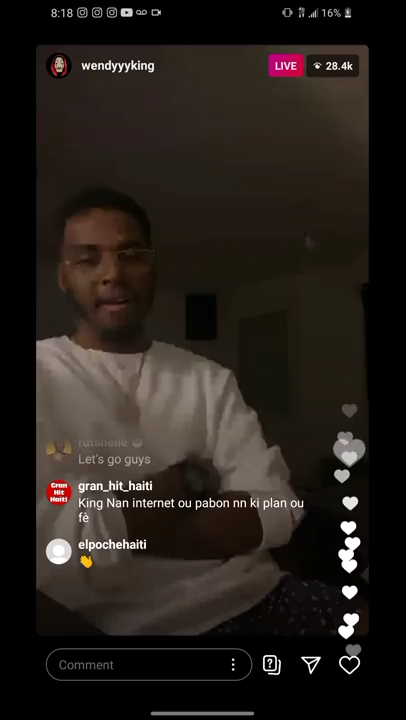 8:18
16%
wendyyyking
LIVE
28.4k
rutshelle
Let's go guys
gran_hit_haiti
Gran
Hit
Haiti
King Nan internet ou pabon nn ki plan ou
fè
elpochehaiti
Comment